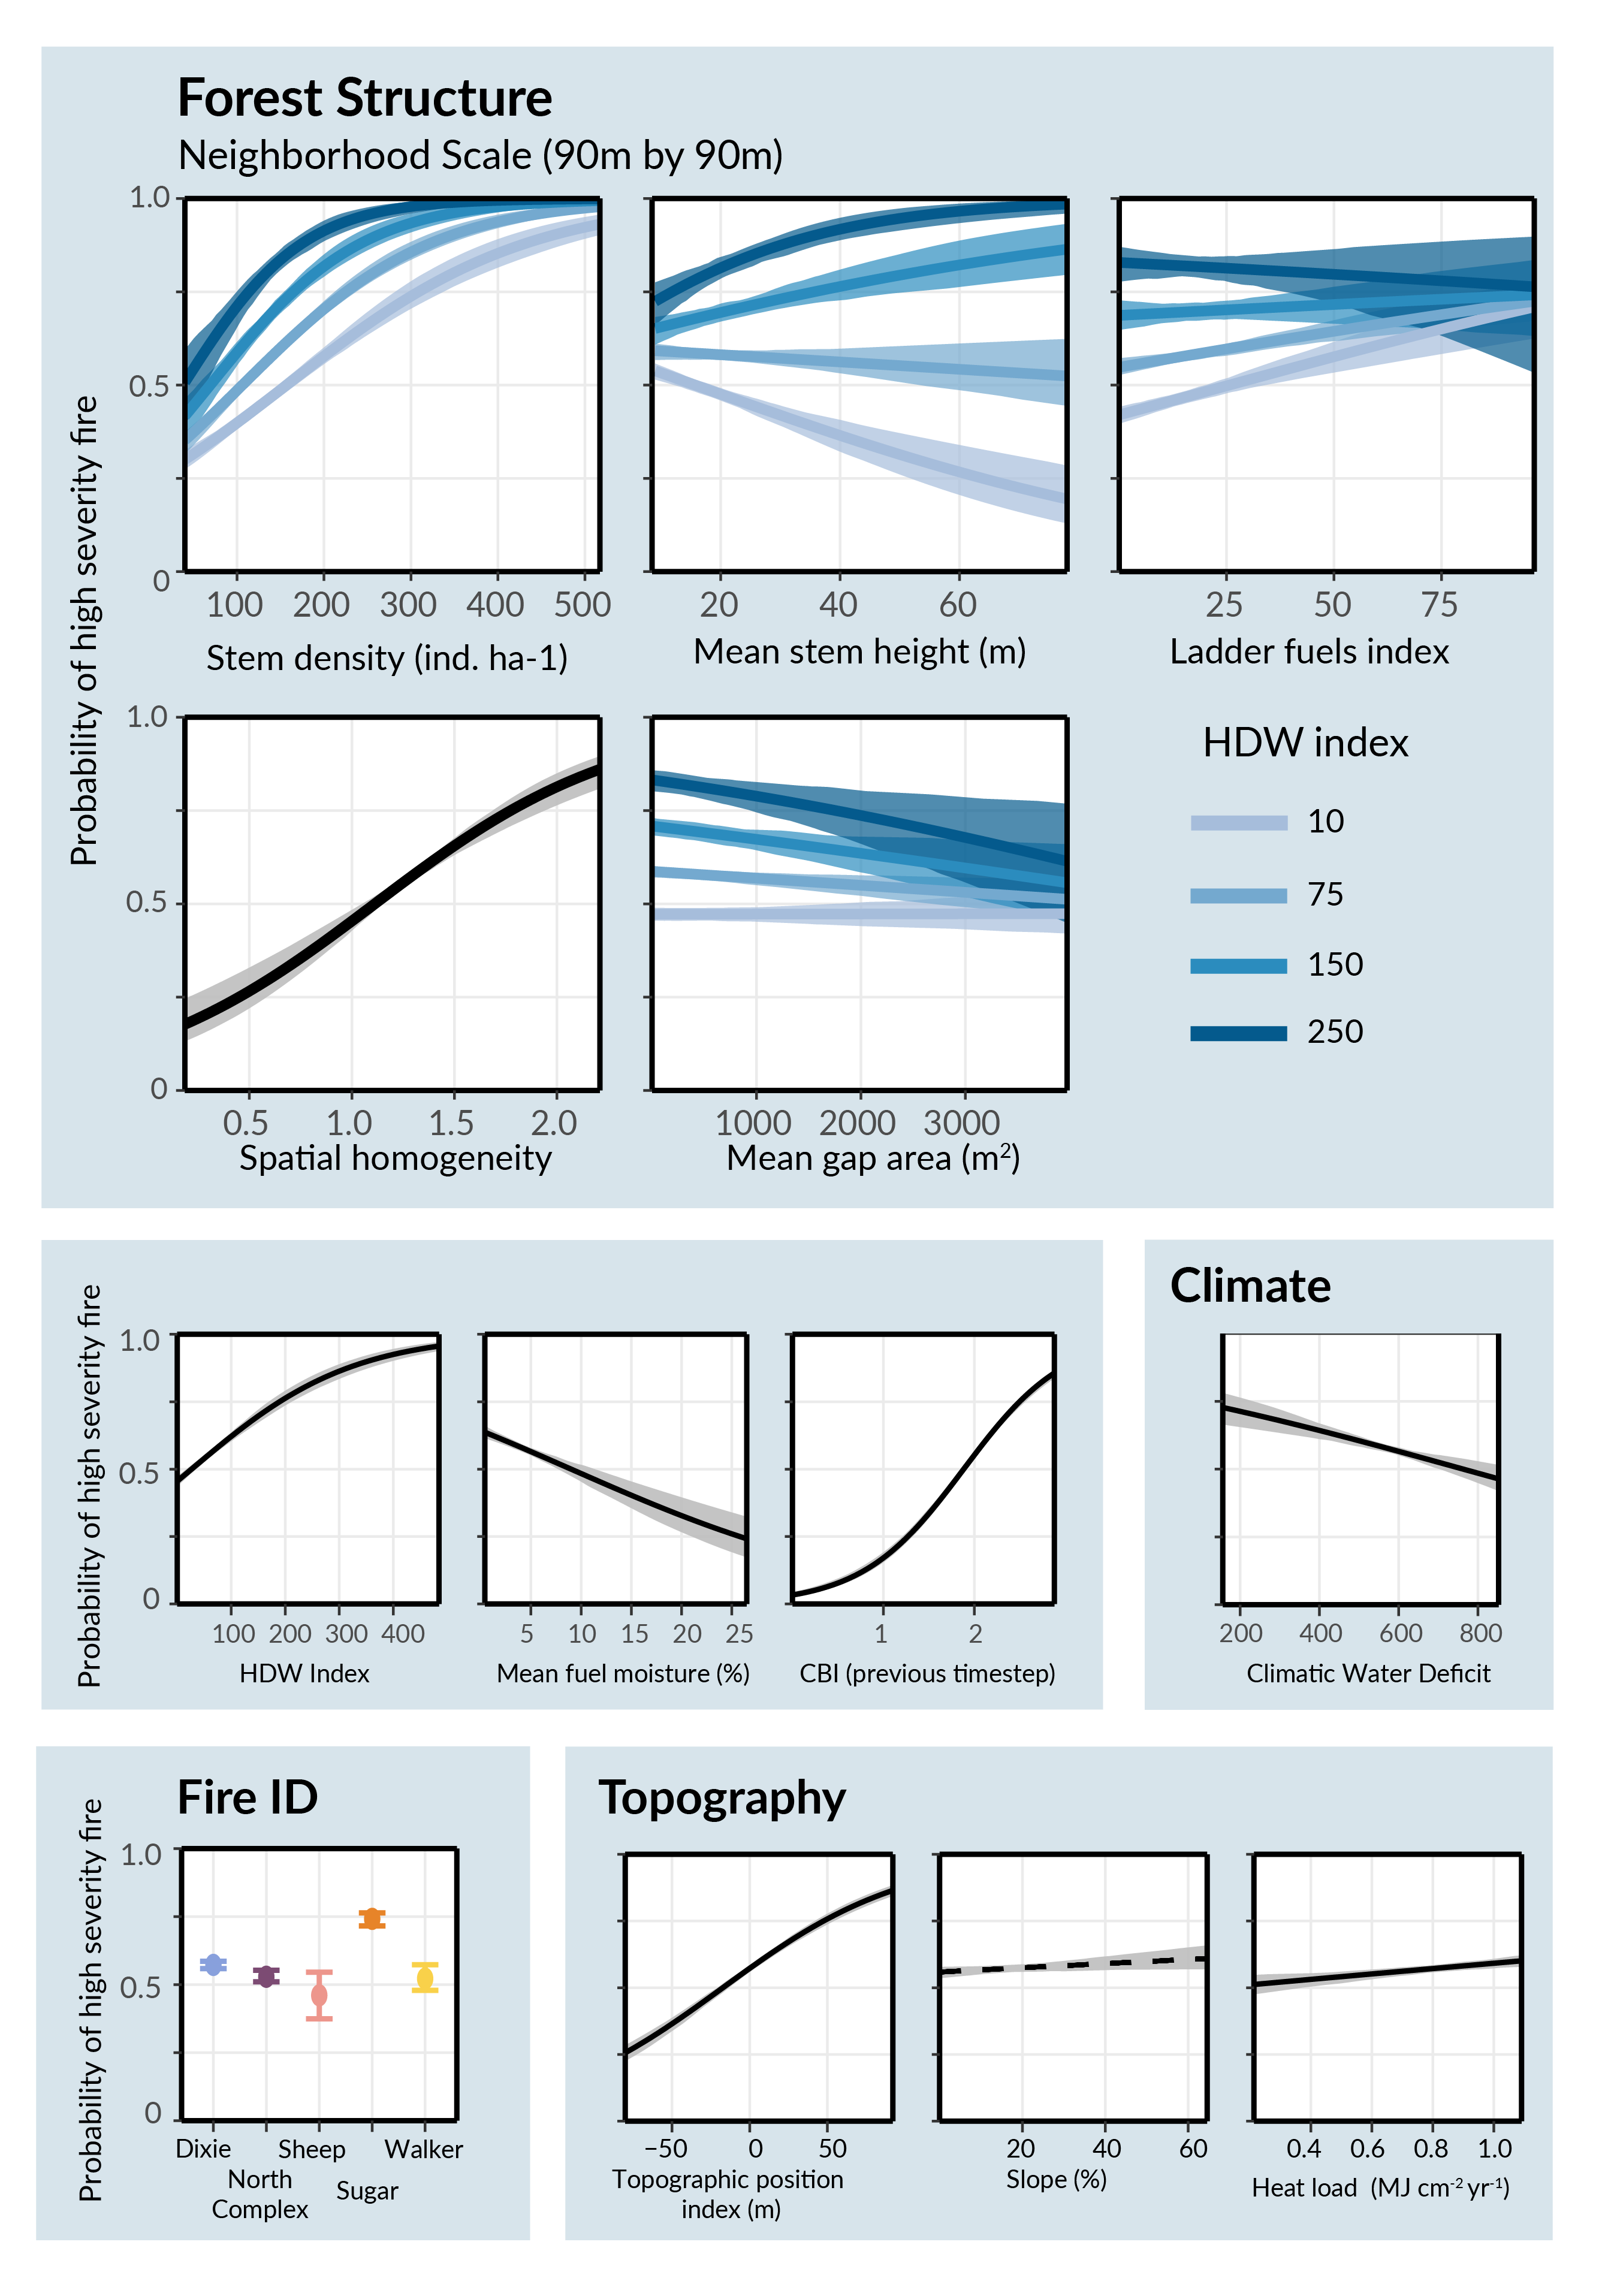 Forest Structure
Neighborhood Scale (90m by 90m)
Probability of high severity fire
1.0
0.5
0
100 200 300 400 500
Stem density (ind. ha-1)
20 40 60
Mean stem height (m)
25 50 75
Ladder fuels index
1.0
0.5
0
0.5 1.0 1.5 2.0
Spatial homogeneity
1000 2000 3000
Mean gap area (m²)
HDW index
10
75
150
250
Probability of high severity fire
1.0
0.5
0
100 200 300 400
HDW Index
5 10 15 20 25
Mean fuel moisture (%)
1 2
CBI (previous timestep)
Climate
200 400 600 800
Climatic Water Deficit
Fire ID
Probability of high severity fire
1.0
0.5
0
Dixie Sheep Walker
North
Complex
Sugar
Topography
−50 0 50
Topographic position
index (m)
20 40 60
Slope (%)
0.4 0.6 0.8 1.0
Heat load (MJ cm⁻² yr⁻¹)